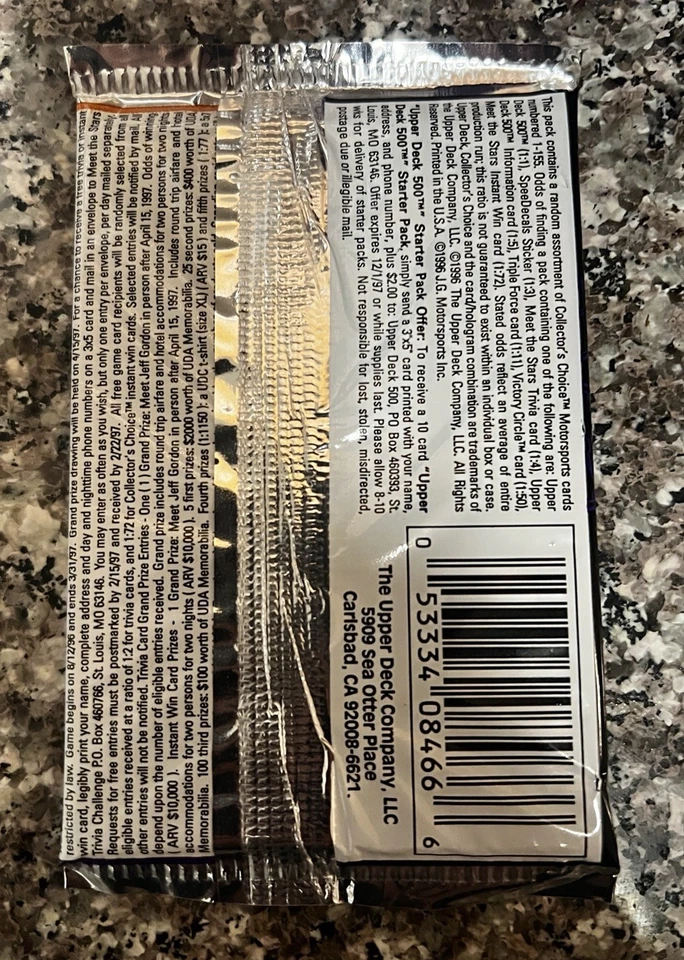 This pack contains a random assortment of Collector's Choice™ Motorsports cards
numbered 1-155. Odds of finding a pack containing one of the following are: Upper
Deck 500™ (1:1), SpeeDecals Sticker (1:3), Meet the Stars Trivia card (1:4), Upper
Deck 500™ Information card (1:5), Triple Force card (1:11), Victory Circle™ card (1:50),
Meet the Stars Instant Win card (1:72). Stated odds reflect an average of entire
production run; this ratio is not guaranteed to exist within an individual box or case.
Upper Deck, Collector's Choice and the card/hologram combination are trademarks of
the Upper Deck Company, LLC. ©1996 The Upper Deck Company, LLC. All Rights
Reserved. Printed in the U.S.A. ©1996 J.G. Motorsports Inc.
"Upper Deck 500™" Starter Pack Offer: To receive a 10 card "Upper
Deck 500™" Starter Pack, simply send a 3"x5" card printed with your name,
address, and phone number, plus $2.00 to: Upper Deck 500, PO Box 460393, St.
Louis, MO 63146. Offer expires 12/1/97 or while supplies last. Please allow 8-10
wks for delivery of starter packs. Not responsible for lost, stolen, misdirected,
postage due or illegible mail.
0 53334 08466 6
The Upper Deck Company, LLC
5909 Sea Otter Place
Carlsbad, CA 92008-6621.
restricted by law. Game begins on 8/12/96 and ends 3/31/97. Grand prize drawing will be held on 4/15/97. For a chance to receive a free trivia or instant
win card, legibly print your name, complete address and day and nighttime phone numbers on a 3x5 card and mail in an envelope to Meet the Stars
Trivia Challenge P.O. Box 460766, St. Louis, MO 63146. You may enter as often as you wish, but only one entry per envelope, per day mailed separately.
Requests for free entries must be postmarked by 2/15/97 and received by 2/22/97. All free game card recipients will be randomly selected from all
eligible entries received at a ratio of 1:2 for trivia cards, and 1:72 for Collector's Choice™ instant win cards. Selected entries will be notified by mail. All
other entries will not be notified. Trivia Card Grand Prize Entries - One (1) Grand Prize: Meet Jeff Gordon in person after April 15, 1997. Odds of winning
depend upon the number of eligible entries received. Grand prize includes round trip airfare and hotel accommodations for two persons for two nights
(ARV $10,000). Instant Win Card Prizes - 1 Grand Prize: Meet Jeff Gordon in person after April 15, 1997. Includes round trip airfare and hotel
accommodations for two persons for two nights (ARV $10,000). 5 first prizes: $2000 worth of UDA Memorabilia. 25 second prizes: $400 worth of UDA
Memorabilia. 100 third prizes: $100 worth of UDA Memorabilia. Fourth prizes (1:1150): a UDC t-shirt (size XL) (ARV $15) and fifth prizes (1:77):